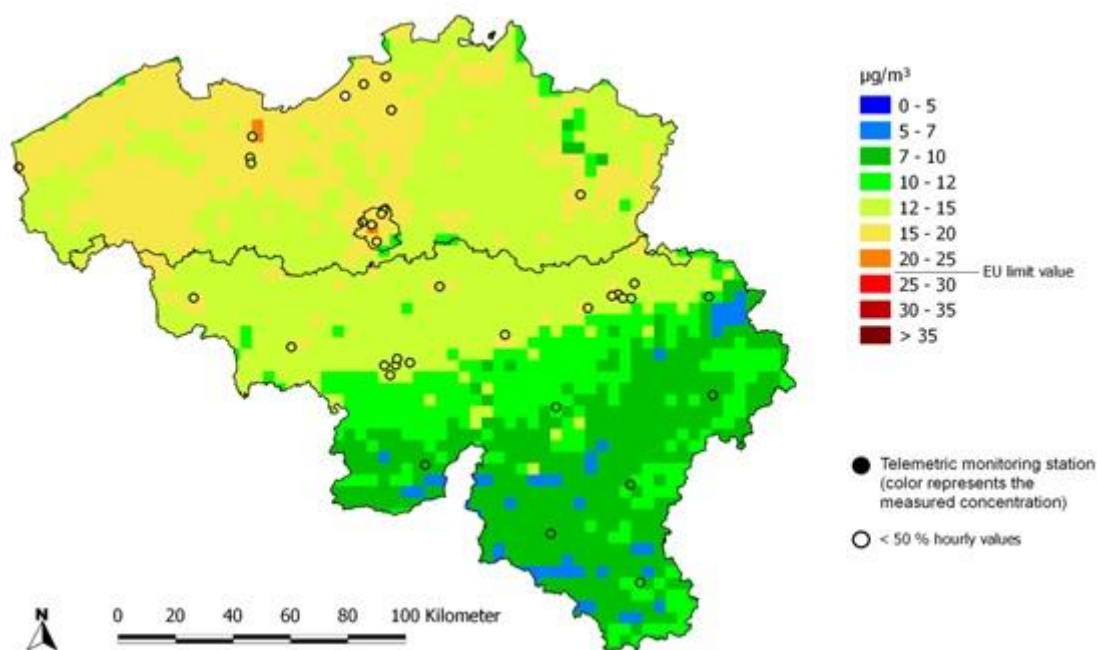 µg/m³
0 - 5
5 - 7
7 - 10
10 - 12
12 - 15
15 - 20
20 - 25
EU limit value
25 - 30
30 - 35
> 35
Telemetric monitoring station
(color represents the
measured concentration)
< 50 % hourly values
N
0 20 40 60 80 100 Kilometer